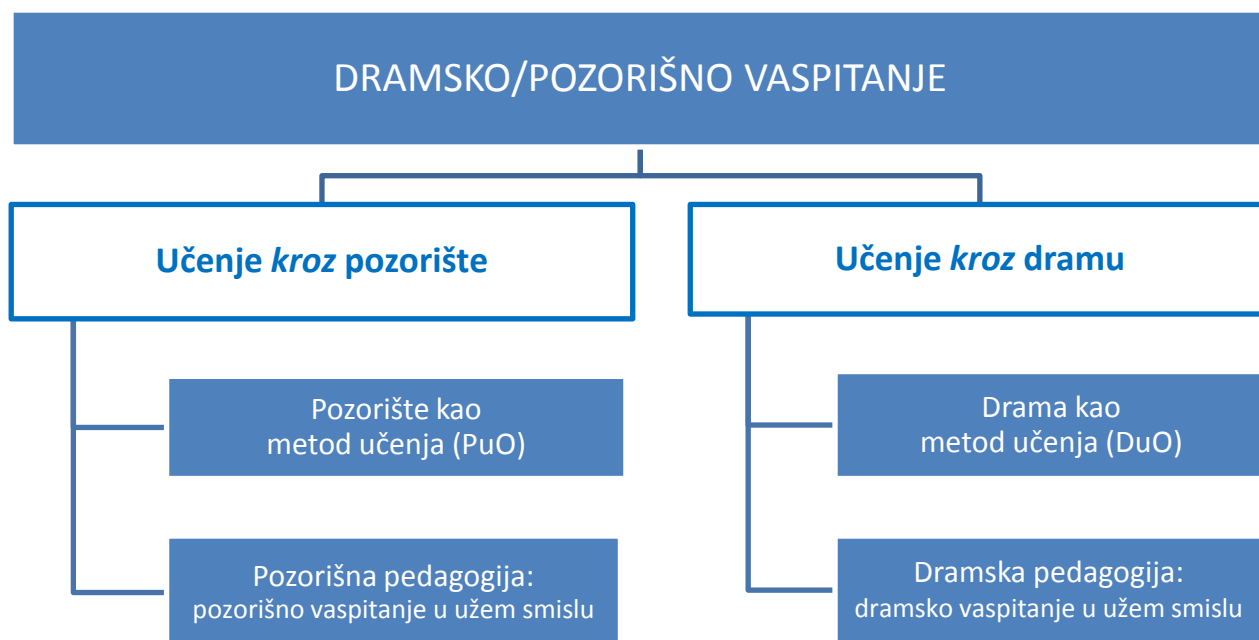 DRAMSKO/POZORIŠNO VASPITANJE
Učenje kroz pozorište
Pozorište kao
metod učenja (PuO)
Pozorišna pedagogija:
pozorišno vaspitanje u užem smislu
Učenje kroz dramu
Drama kao
metod učenja (DuO)
Dramska pedagogija:
dramsko vaspitanje u užem smislu